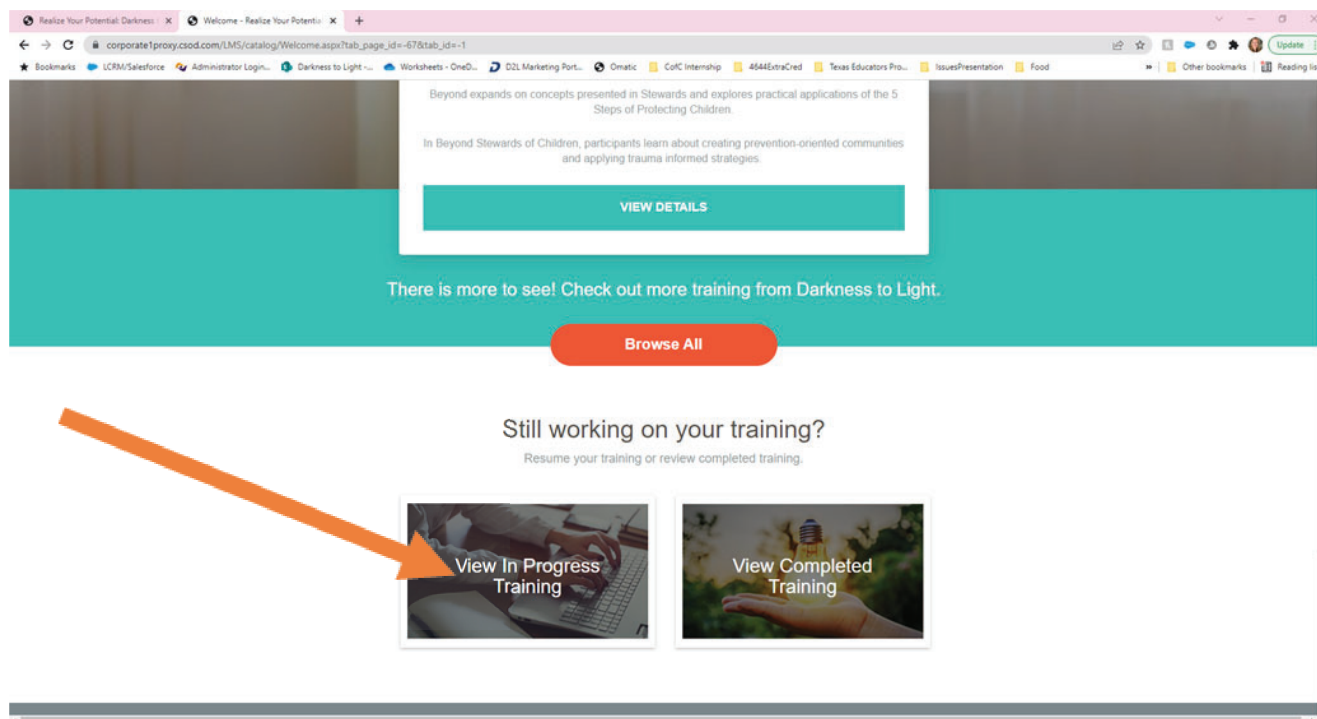 Realize Your Potential: Darkness
Welcome - Realize Your Potentia
corporate1proxy.csod.com/LMS/catalog/Welcome.aspx?tab_page_id=-67&tab_id=-1
Update
Bookmarks LCRM/Salesforce Administrator Login... Darkness to Light -... Worksheets - OneD... D2L Marketing Port... Omatic CofC Internship 4644ExtraCred Texas Educators Pro... IssuesPresentation Food » Other bookmarks Reading lis
Beyond expands on concepts presented in Stewards and explores practical applications of the 5
Steps of Protecting Children.
In Beyond Stewards of Children, participants learn about creating prevention-oriented communities
and applying trauma informed strategies.
VIEW DETAILS
There is more to see! Check out more training from Darkness to Light.
Browse All
Still working on your training?
Resume your training or review completed training.
View In Progress
Training
View Completed
Training